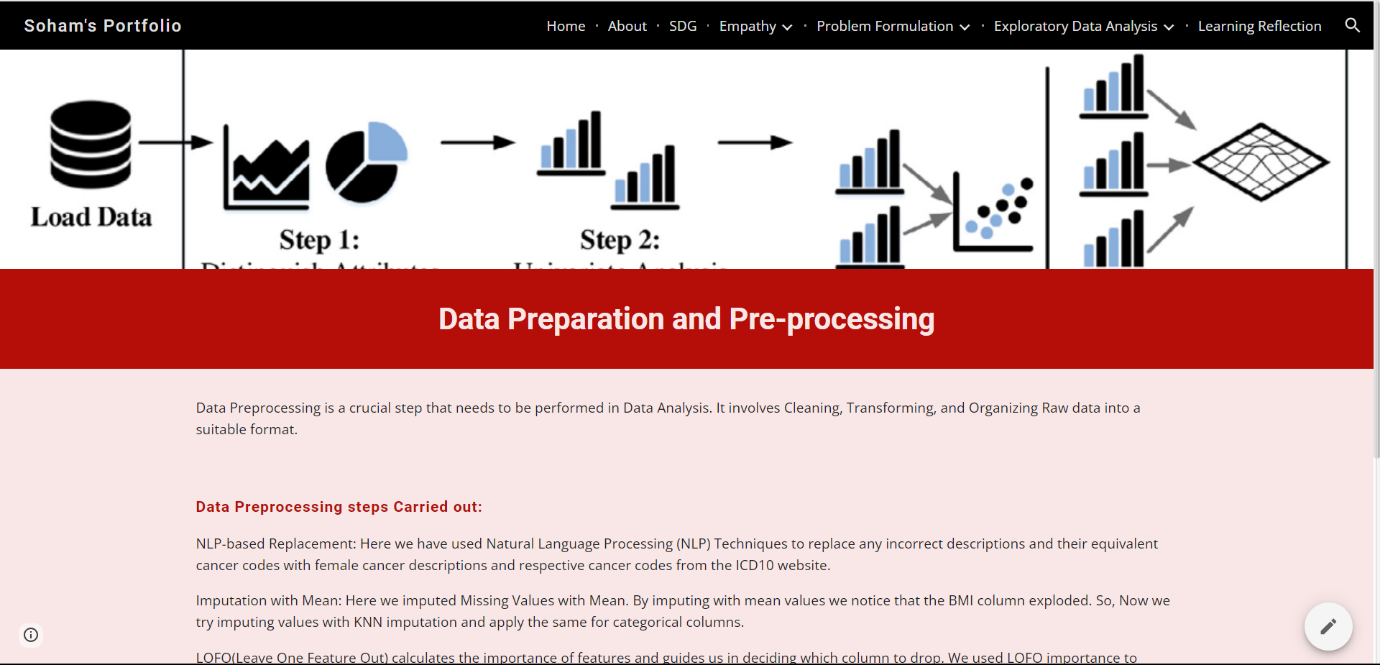 Soham's Portfolio
Home · About · SDG · Empathy · Problem Formulation · Exploratory Data Analysis · Learning Reflection
Load Data
Step 1:
Step 2:
Distinguish Attributes
Univariate Analysis
Data Preparation and Pre-processing
Data Preprocessing is a crucial step that needs to be performed in Data Analysis. It involves Cleaning, Transforming, and Organizing Raw data into a
suitable format.
Data Preprocessing steps Carried out:
NLP-based Replacement: Here we have used Natural Language Processing (NLP) Techniques to replace any incorrect descriptions and their equivalent
cancer codes with female cancer descriptions and respective cancer codes from the ICD10 website.
Imputation with Mean: Here we imputed Missing Values with Mean. By imputing with mean values we notice that the BMI column exploded. So, Now we
try imputing values with KNN imputation and apply the same for categorical columns.
LOFO(Leave One Feature Out) calculates the importance of features and guides us in deciding which column to drop. We used LOFO importance to